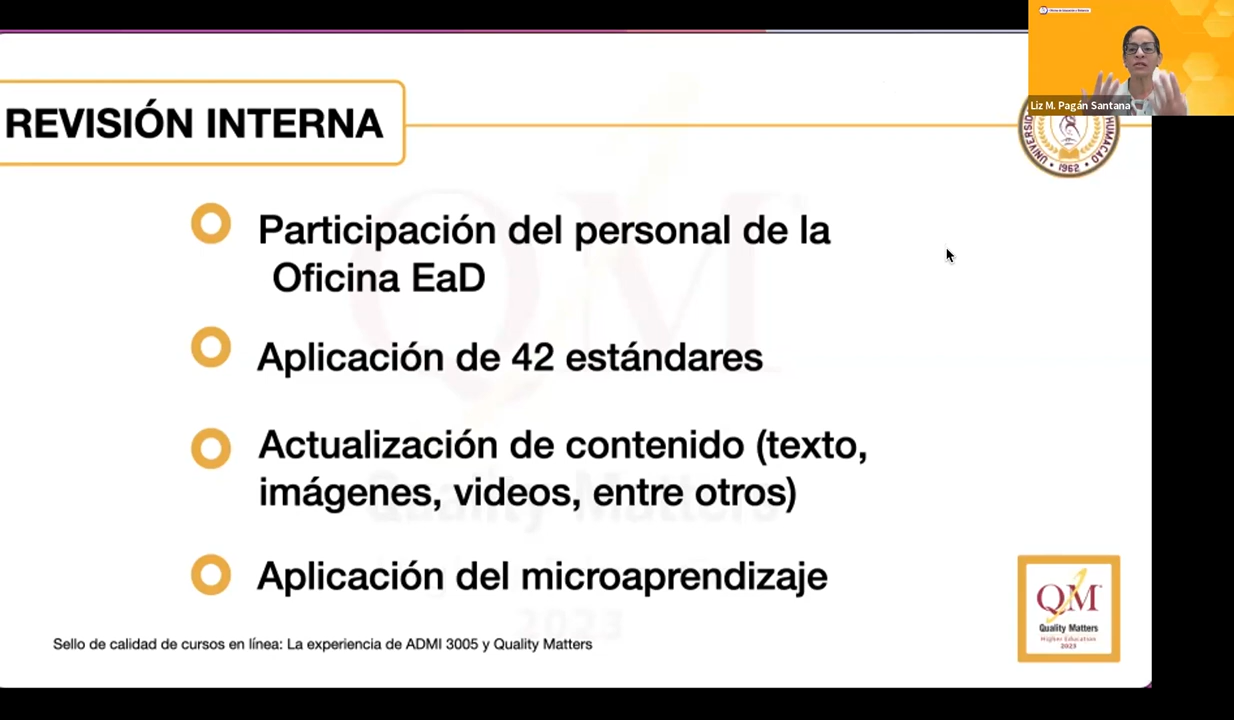 Liz M. Pagán Santana
REVISIÓN INTERNA
HUMACAO
1962
Participación del personal de la
Oficina EaD
Aplicación de 42 estándares
Actualización de contenido (texto,
imágenes, videos, entre otros)
Aplicación del microaprendizaje
QM
Quality Matters
Higher Education
2023
Sello de calidad de cursos en línea: La experiencia de ADMI 3005 y Quality Matters